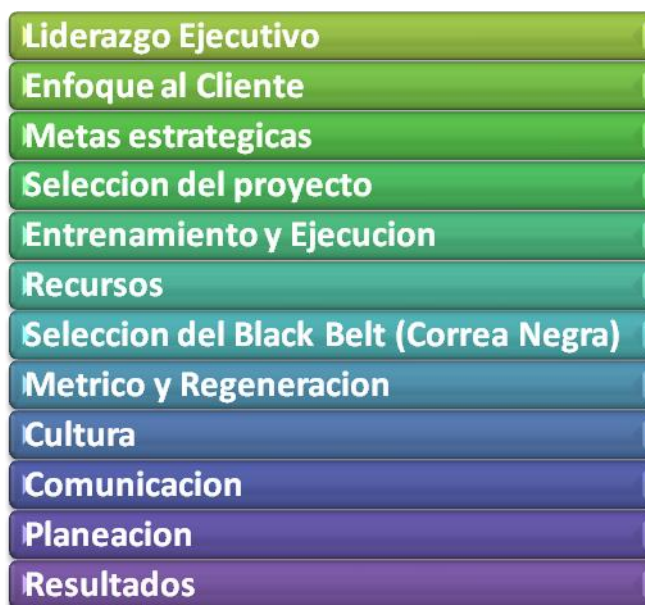 Liderazgo Ejecutivo
Enfoque al Cliente
Metas estrategicas
Seleccion del proyecto
Entrenamiento y Ejecucion
Recursos
Seleccion del Black Belt (Correa Negra)
Metrico y Regeneracion
Cultura
Comunicacion
Planeacion
Resultados